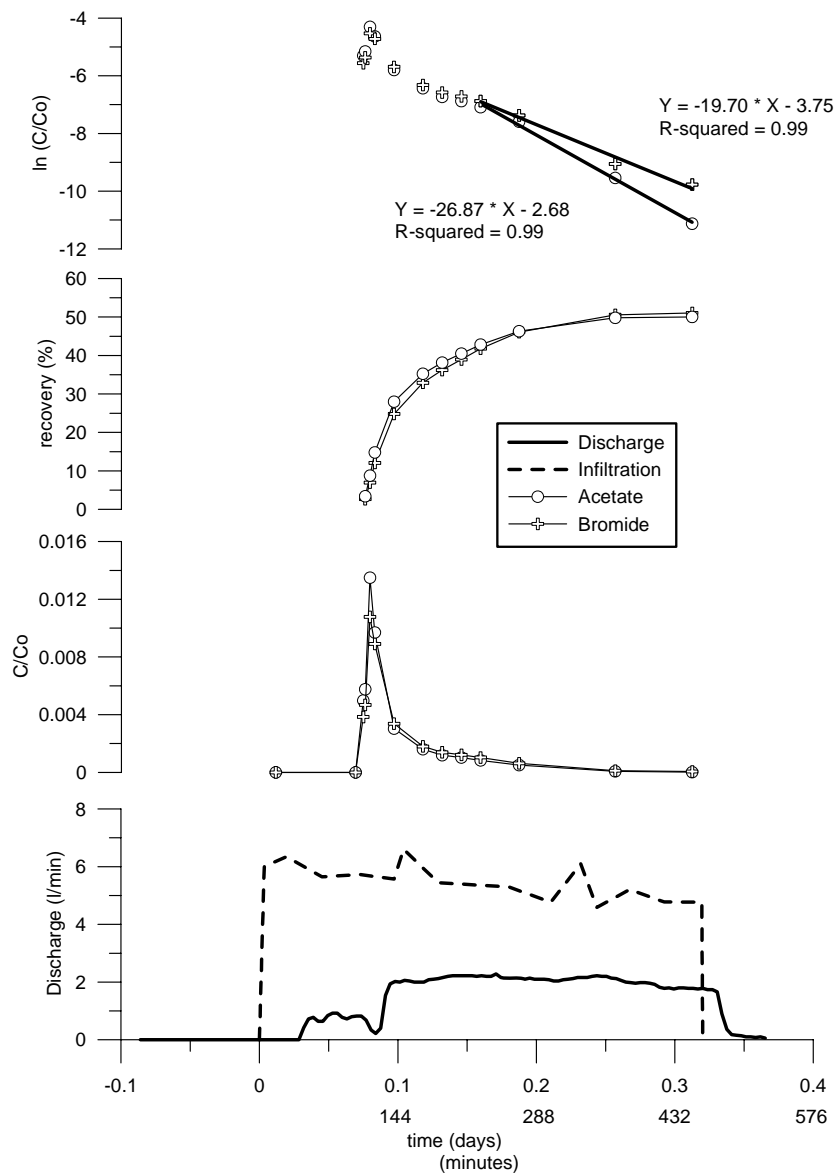 -4
-6
-8
-10
-12
ln (C/Co)
Y = -19.70 * X - 3.75
R-squared = 0.99
Y = -26.87 * X - 2.68
R-squared = 0.99
60
50
40
30
20
10
0
recovery (%)
Discharge
Infiltration
Acetate
Bromide
0.016
0.012
0.008
0.004
0
C/Co
8
6
4
2
0
Discharge (l/min)
-0.1 0 0.1 0.2 0.3 0.4
144 288 432 576
time (days)
(minutes)